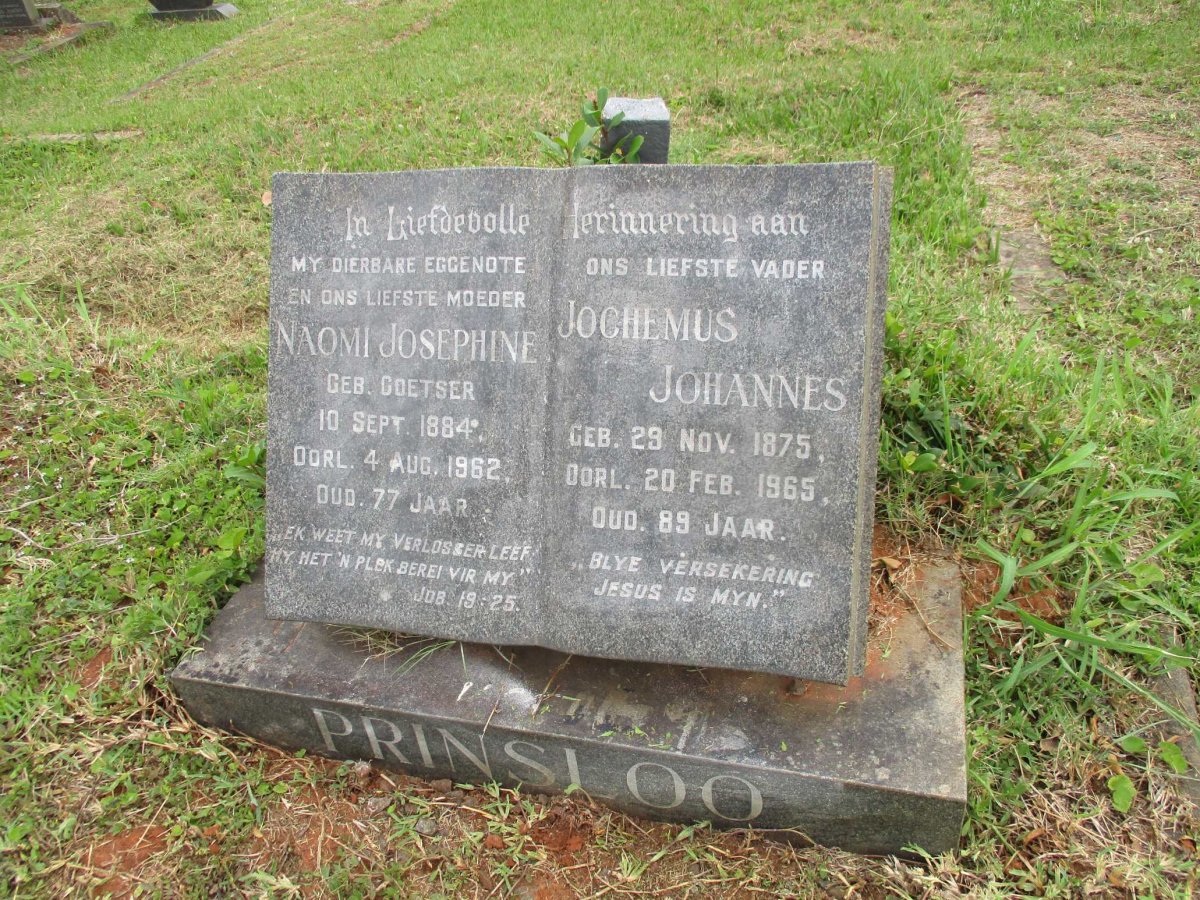 In Liefdevolle Herinnering aan
MY DIERBARE EGGENOTE
EN ONS LIEFSTE MOEDER
NAOMI JOSEPHINE
GEB. COETSER
10 SEPT. 1884,
OORL. 4 AUG. 1962,
OUD. 77 JAAR.
„EK WEET MY VERLOSSER LEEF,
HY HET 'N PLEK BEREI VIR MY."
JOB. 19:25.
ONS LIEFSTE VADER
JOCHEMUS
JOHANNES
GEB. 29 NOV. 1875,
OORL. 20 FEB. 1965,
OUD. 89 JAAR.
„BLYE VERSEKERING
JESUS IS MYN."
PRINSLOO